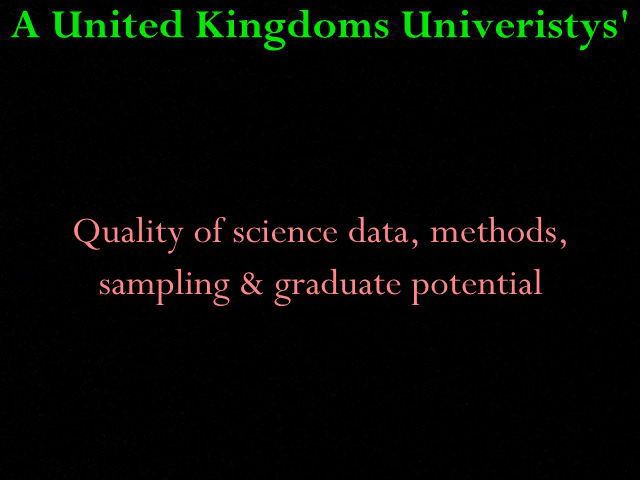 A United Kingdoms Univeristys'
Quality of science data, methods,
sampling & graduate potential